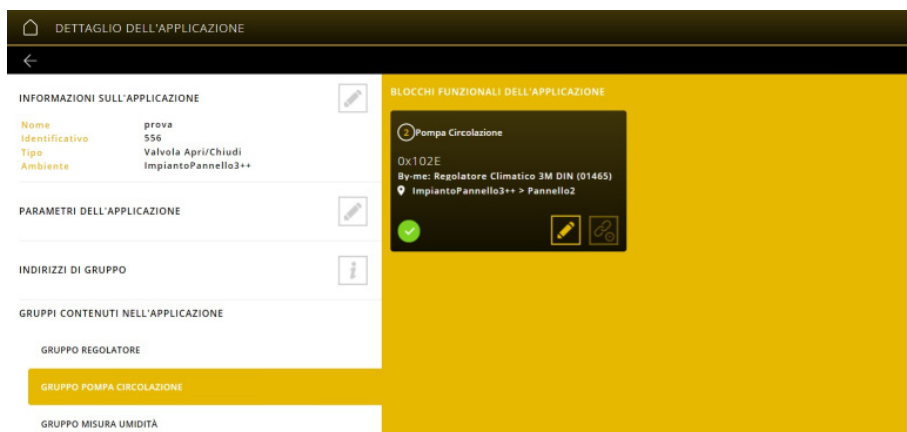 DETTAGLIO DELL'APPLICAZIONE
INFORMAZIONI SULL'APPLICAZIONE
Nome prova
Identificativo 556
Tipo Valvola Apri/Chiudi
Ambiente ImpiantoPannello3++
PARAMETRI DELL'APPLICAZIONE
INDIRIZZI DI GRUPPO
i
GRUPPI CONTENUTI NELL'APPLICAZIONE
GRUPPO REGOLATORE
GRUPPO POMPA CIRCOLAZIONE
GRUPPO MISURA UMIDITÀ
BLOCCHI FUNZIONALI DELL'APPLICAZIONE
2 Pompa Circolazione
0x102E
By-me: Regolatore Climatico 3M DIN (01465)
ImpiantoPannello3++ > Pannello2